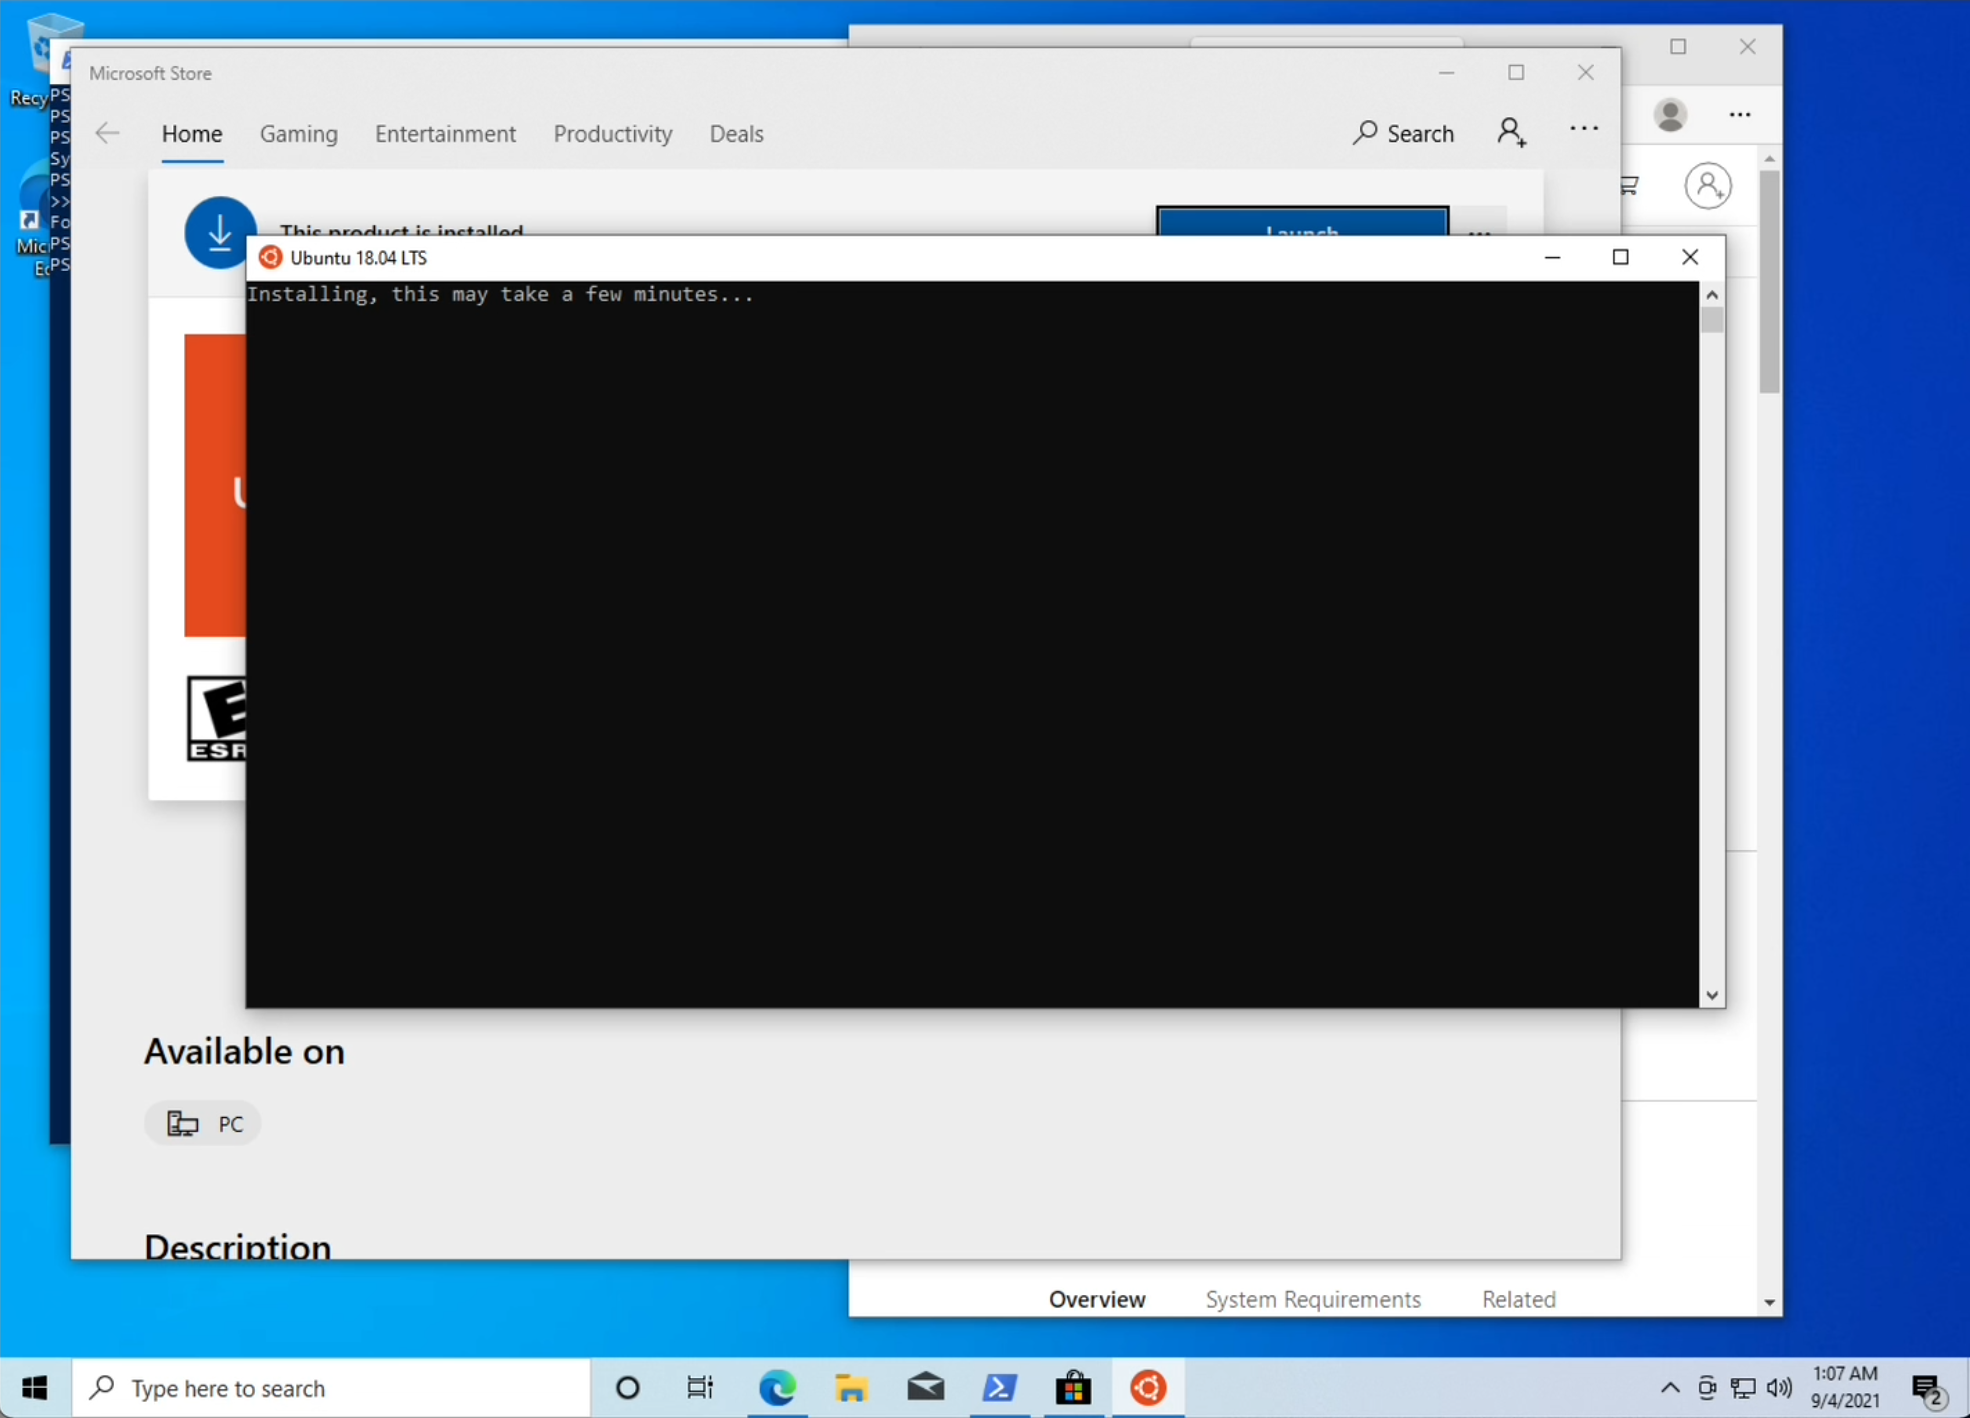 Recy
PS
PS
PS
Sy
PS
>>
Fo
PS
PS
Mic
Ed
Microsoft Store
Home
Gaming
Entertainment
Productivity
Deals
Search
This product is installed
Launch
Ubuntu 18.04 LTS
Installing, this may take a few minutes...
U
E
ESR
Available on
PC
Description
Overview
System Requirements
Related
Type here to search
1:07 AM
9/4/2021
2